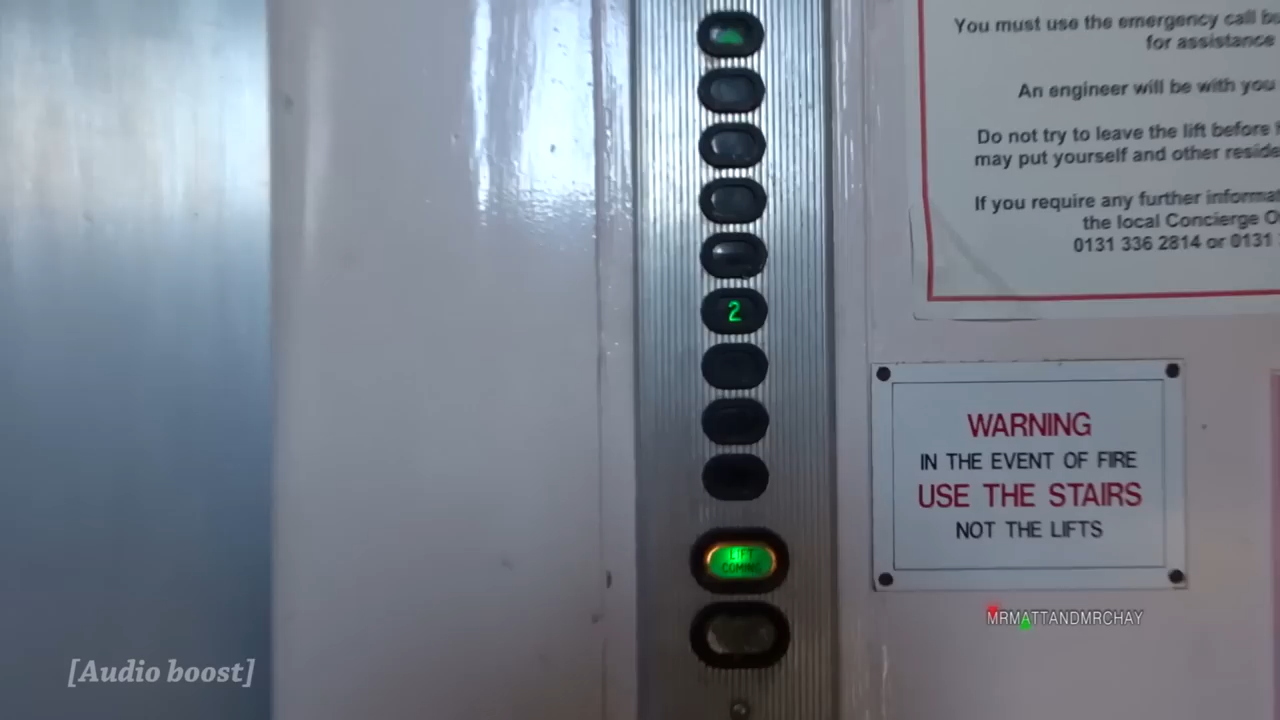 You must use the emergency call
for assistance
An engineer will be with you
Do not try to leave the lift before
may put yourself and other
If you require any further
the local Concierge
0131 336 2814 or 0131
2
WARNING
IN THE EVENT OF FIRE
USE THE STAIRS
NOT THE LIFTS
LIFT
COMING
MRMATTANDMRCHAY
[Audio boost]